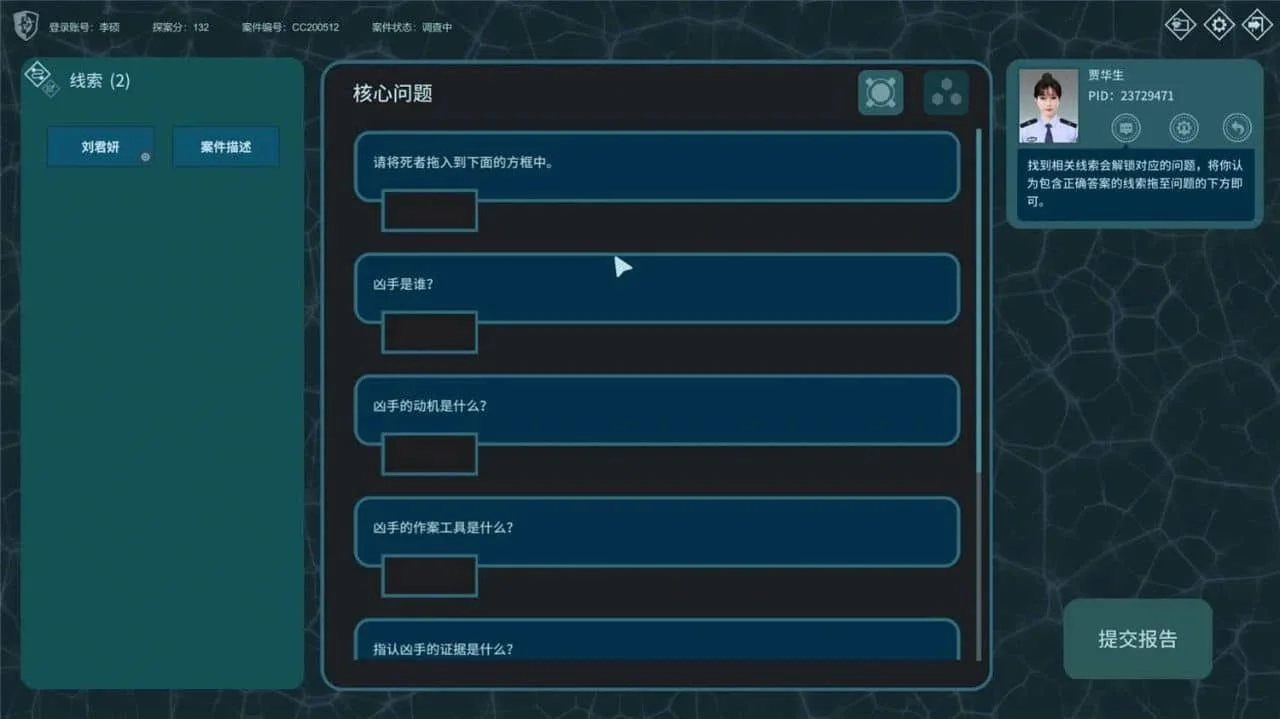 登录账号：李硕 探案分：132 案件编号：CC200512 案件状态：调查中
线索 (2)
刘君妍 案件描述
核心问题
请将死者拖入到下面的方框中。
凶手是谁？
凶手的动机是什么？
凶手的作案工具是什么？
指认凶手的证据是什么？
贾华生
PID：23729471
找到相关线索会解锁对应的问题，将你认
为包含正确答案的线索拖至问题的下方即
可。
提交报告